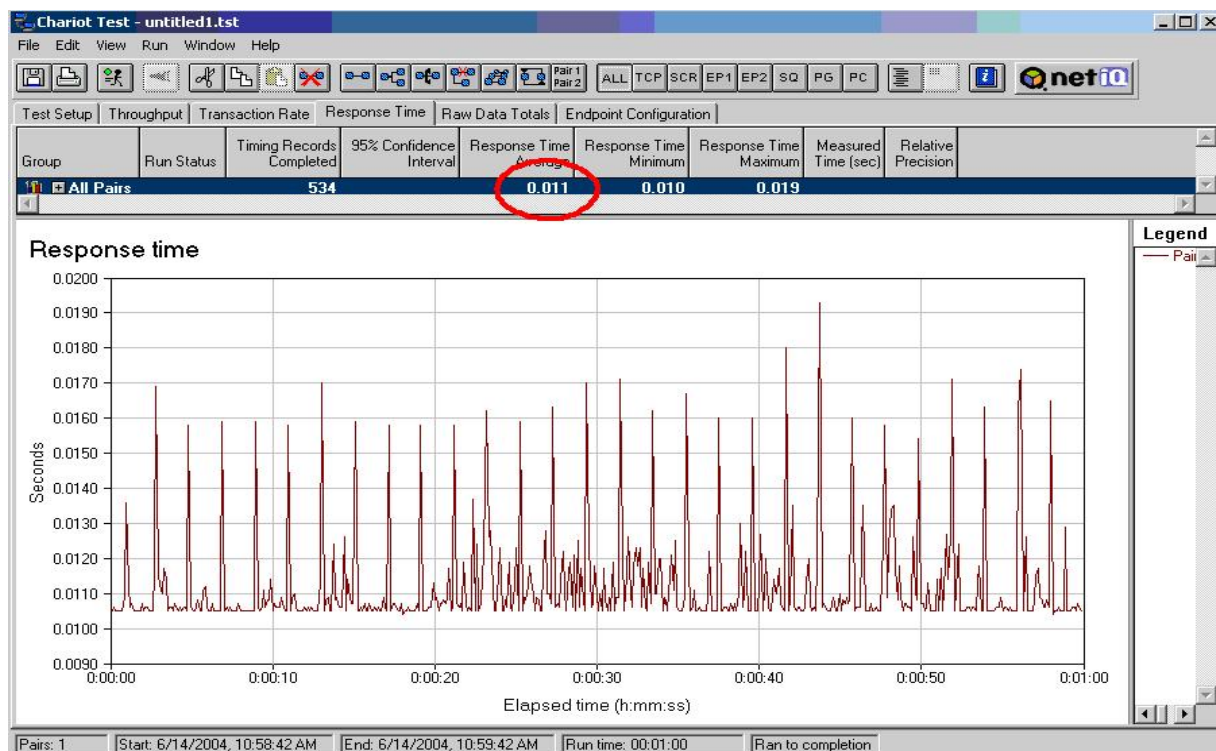 Chariot Test - untitled1.tst
File Edit View Run Window Help
Pair 1 Pair 2 ALL TCP SCR EP1 EP2 SQ PG PC i netiQ
Test Setup Throughput Transaction Rate Response Time Raw Data Totals Endpoint Configuration
Group Run Status Timing Records Completed 95% Confidence Interval Response Time Average Response Time Minimum Response Time Maximum Measured Time (sec) Relative Precision
All Pairs 534 0.011 0.010 0.019
Response time
Legend
Pair
0.0200
0.0190
0.0180
0.0170
0.0160
0.0150
0.0140
0.0130
0.0120
0.0110
0.0100
0.0090
Seconds
0:00:00 0:00:10 0:00:20 0:00:30 0:00:40 0:00:50 0:01:00
Elapsed time (h:mm:ss)
Pairs: 1 Start: 6/14/2004, 10:58:42 AM End: 6/14/2004, 10:59:42 AM Run time: 00:01:00 Ran to completion